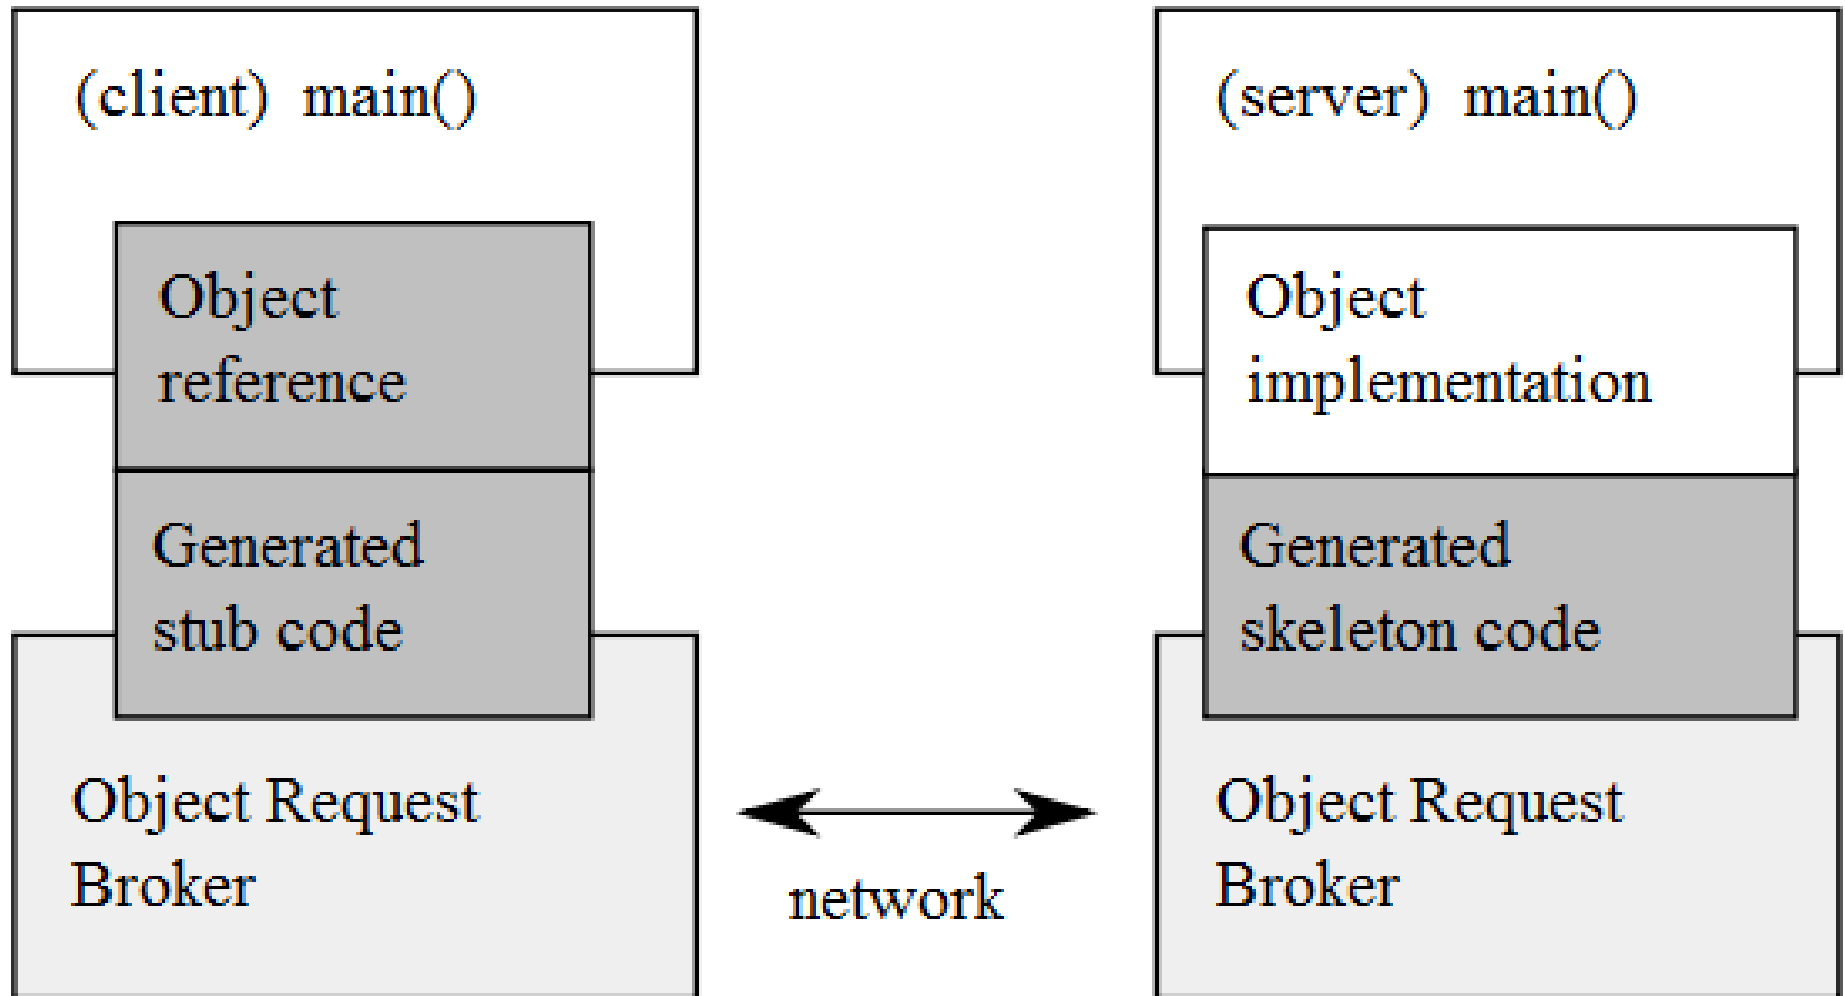 (client) main()
Object
reference
Generated
stub code
Object Request
Broker
network
(server) main()
Object
implementation
Generated
skeleton code
Object Request
Broker